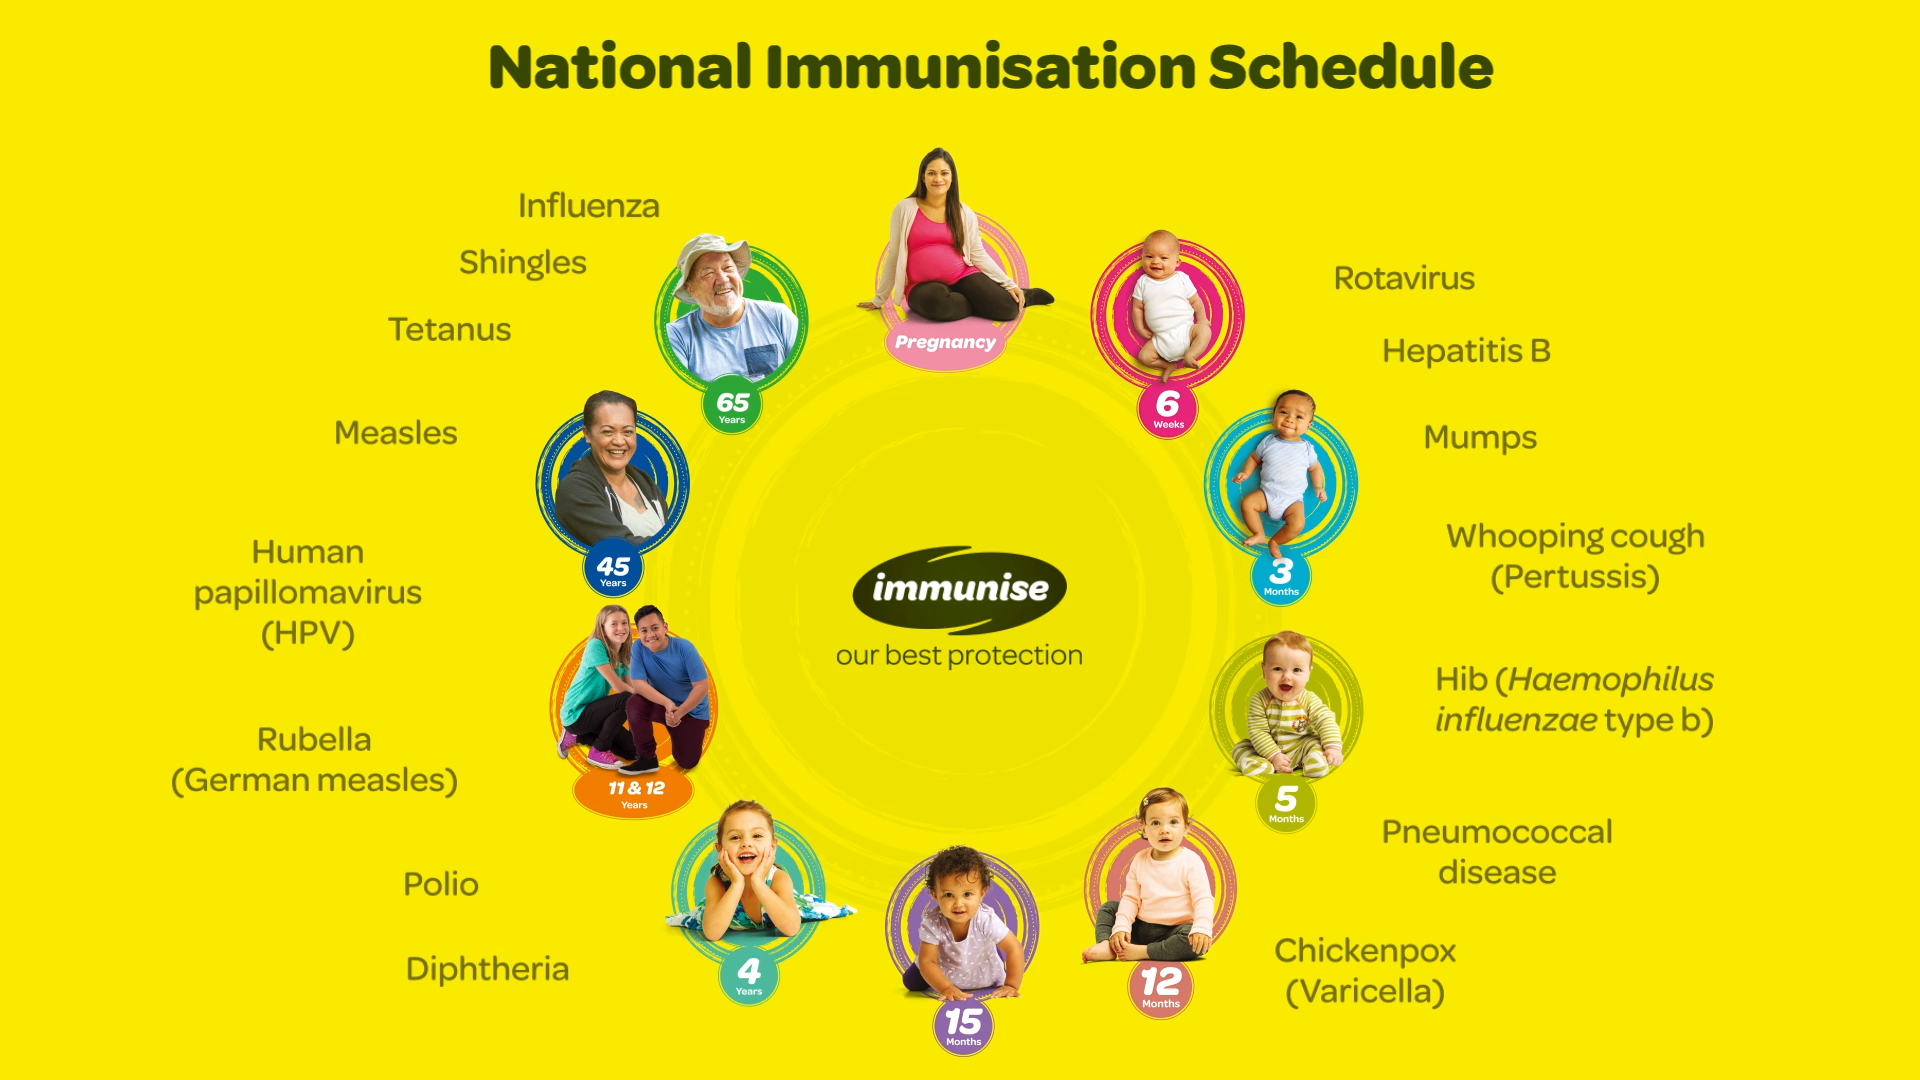 National Immunisation Schedule
Influenza
Shingles
Tetanus
Measles
Human
papillomavirus
(HPV)
Rubella
(German measles)
Polio
Diphtheria
Pregnancy
6
Weeks
3
Months
5
Months
12
Months
15
Months
4
Years
11 & 12
Years
45
Years
65
Years
immunise
our best protection
Rotavirus
Hepatitis B
Mumps
Whooping cough
(Pertussis)
Hib (Haemophilus
influenzae type b)
Pneumococcal
disease
Chickenpox
(Varicella)